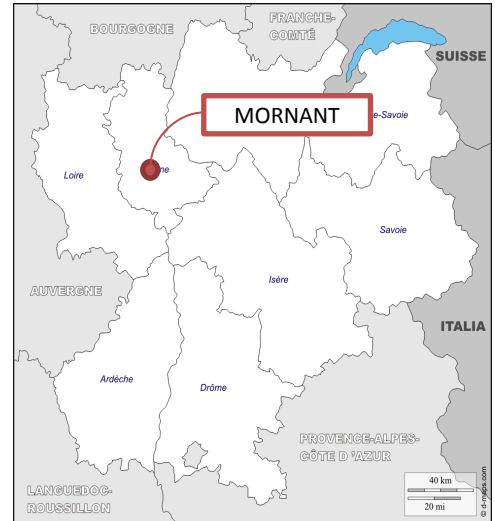 BOURGOGNE
FRANCHE-
COMTÉ
SUISSE
MORNANT
e-Savoie
Loire
ne
Savoie
Isère
AUVERGNE
ITALIA
Ardèche
Drôme
PROVENCE-ALPES-
CÔTE D 'AZUR
LANGUEDOC-
ROUSSILLON
40 km
20 mi
© d-maps.com